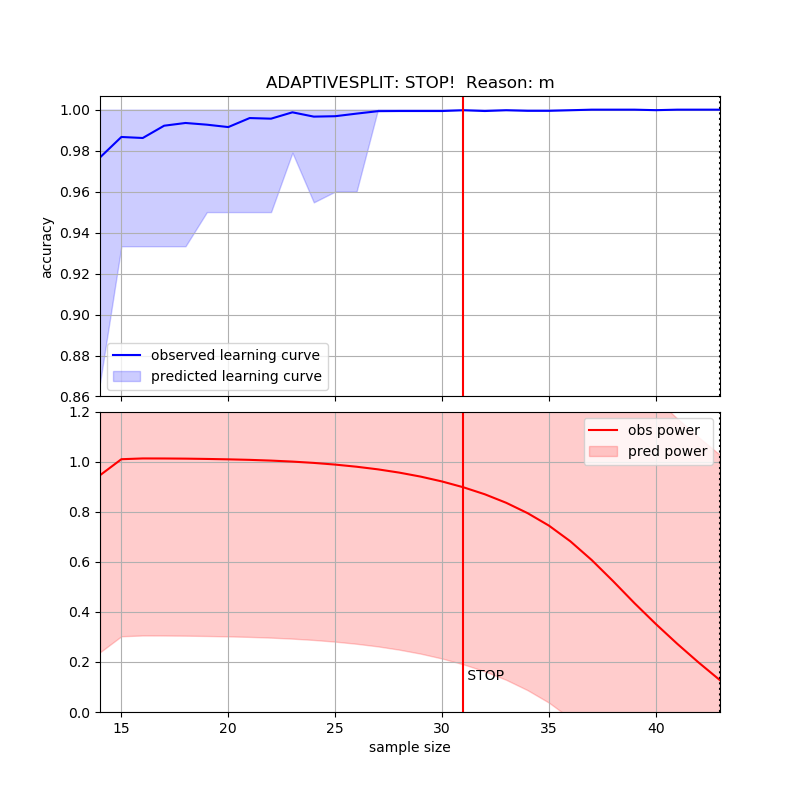 ADAPTIVESPLIT: STOP!  Reason: m
1.00
0.98
0.96
0.94
0.92
0.90
0.88
0.86
accuracy
observed learning curve
predicted learning curve
1.2
1.0
0.8
0.6
0.4
0.2
0.0
obs power
pred power
STOP
15 20 25 30 35 40
sample size